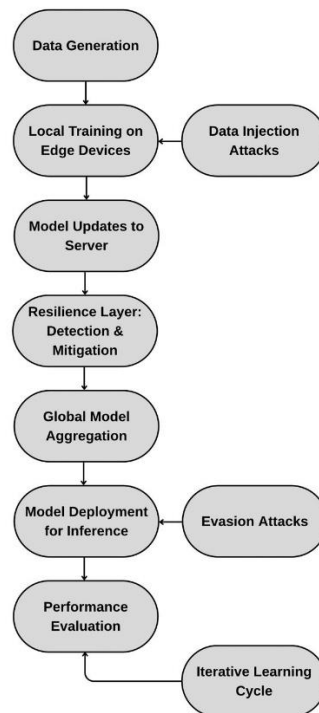 Data Generation
Local Training on
Edge Devices
Data Injection
Attacks
Model Updates to
Server
Resilience Layer:
Detection &
Mitigation
Global Model
Aggregation
Model Deployment
for Inference
Evasion Attacks
Performance
Evaluation
Iterative Learning
Cycle